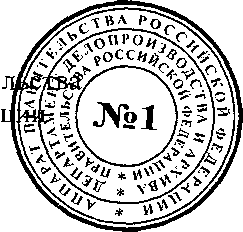 АППАРАТ ПРАВИТЕЛЬСТВА РОССИЙСКОЙ ФЕДЕРАЦИИ *
ДЕПАРТАМЕНТ ДЕЛОПРОИЗВОДСТВА И АРХИВА *
ПРАВИТЕЛЬСТВА РОССИЙСКОЙ ФЕДЕРАЦИИ *
№1